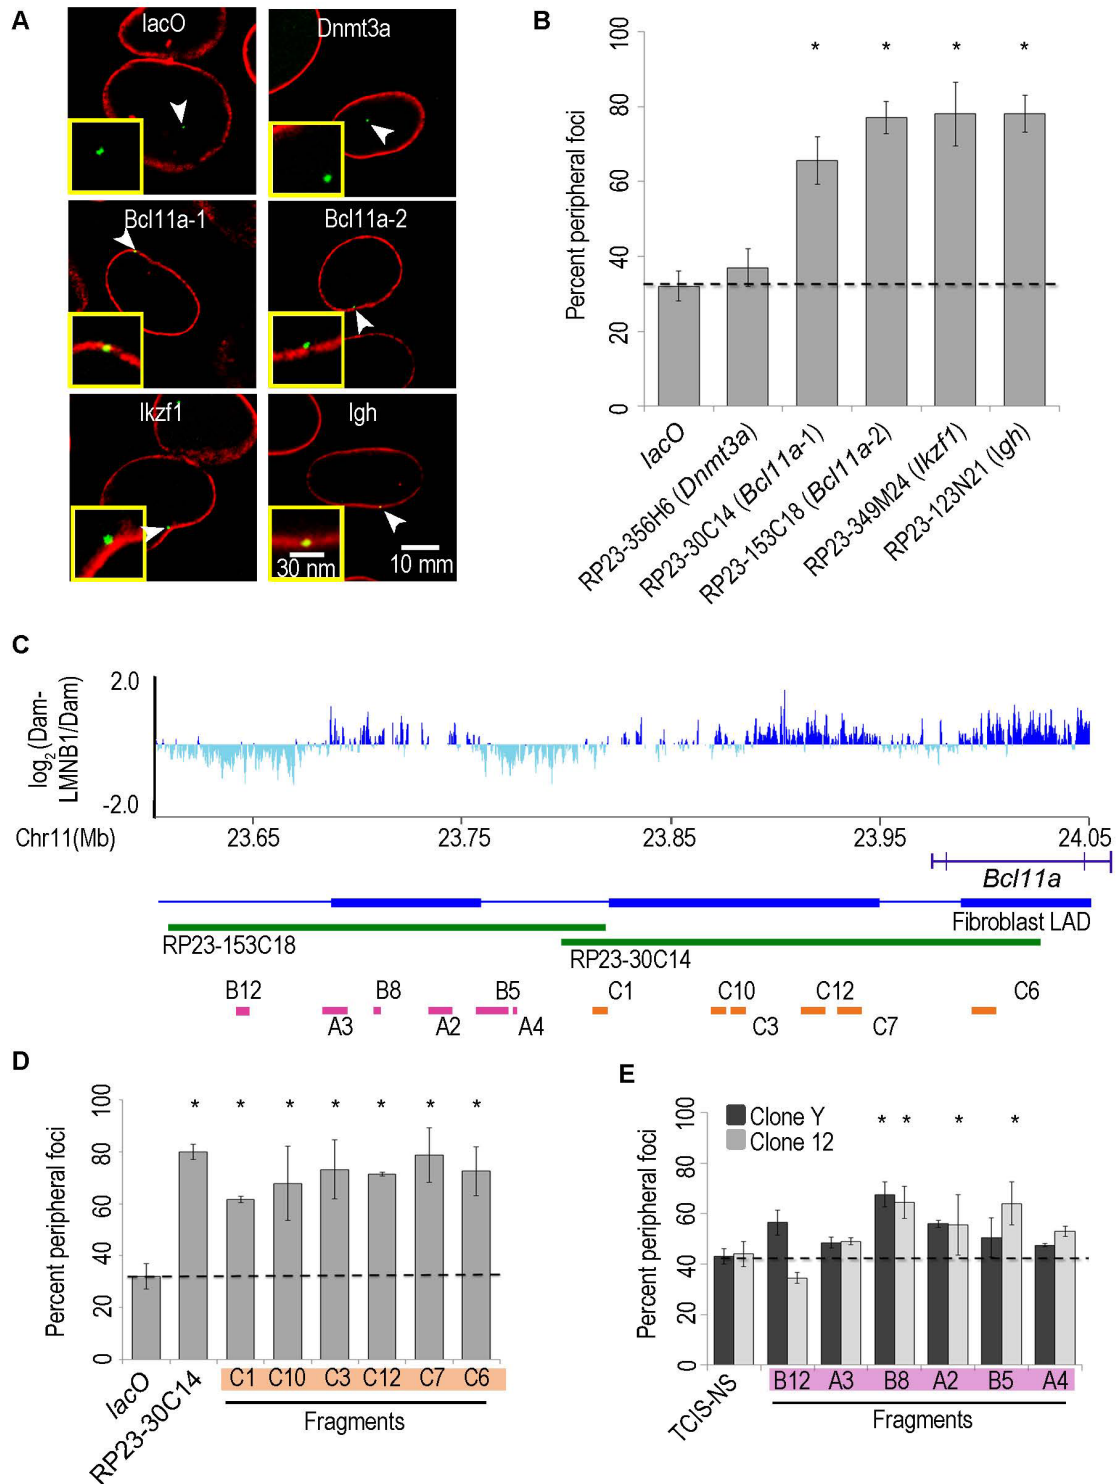 A
lacO
Dnmt3a
Bcl11a-1
Bcl11a-2
Ikzf1
Igh
30 nm
10 mm
B
Percent peripheral foci
100
80
60
40
20
0
* * * *
lacO
RP23-356H6 (Dnmt3a)
RP23-30C14 (Bcl11a-1)
RP23-153C18 (Bcl11a-2)
RP23-349M24 (Ikzf1)
RP23-123N21 (Igh)
C
log2(Dam-
LMNB1/Dam)
2.0
-2.0
Chr11(Mb)
23.65 23.75 23.85 23.95 24.05
Bcl11a
Fibroblast LAD
RP23-153C18
RP23-30C14
B12 B8 B5 C1 C10 C12 C6
A3 A2 A4 C3 C7
D
Percent peripheral foci
100
80
60
40
20
0
* * * * * * *
lacO
RP23-30C14
C1 C10 C3 C12 C7 C6
Fragments
E
Percent peripheral foci
100
80
60
40
20
0
Clone Y
Clone 12
* * * *
TCIS-NS
B12 A3 B8 A2 B5 A4
Fragments